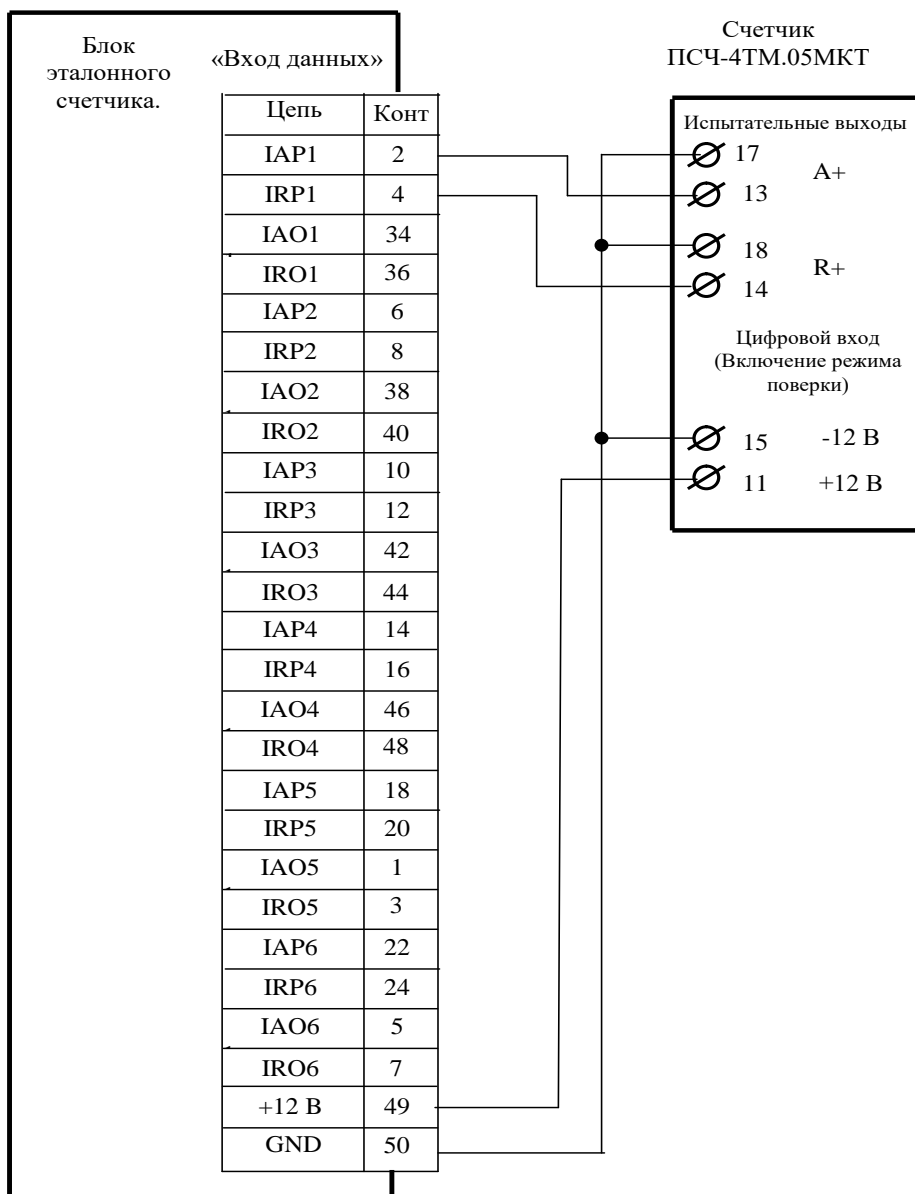 Блок
эталонного
счетчика.
«Вход данных»
Цепь Конт
IAP1 2
IRP1 4
IAO1 34
IRO1 36
IAP2 6
IRP2 8
IAO2 38
IRO2 40
IAP3 10
IRP3 12
IAO3 42
IRO3 44
IAP4 14
IRP4 16
IAO4 46
IRO4 48
IAP5 18
IRP5 20
IAO5 1
IRO5 3
IAP6 22
IRP6 24
IAO6 5
IRO6 7
+12 В 49
GND 50
Счетчик
ПСЧ-4ТМ.05МКТ
Испытательные выходы
17
A+
13
18
R+
14
Цифровой вход
(Включение режима
поверки)
15 -12 В
11 +12 В